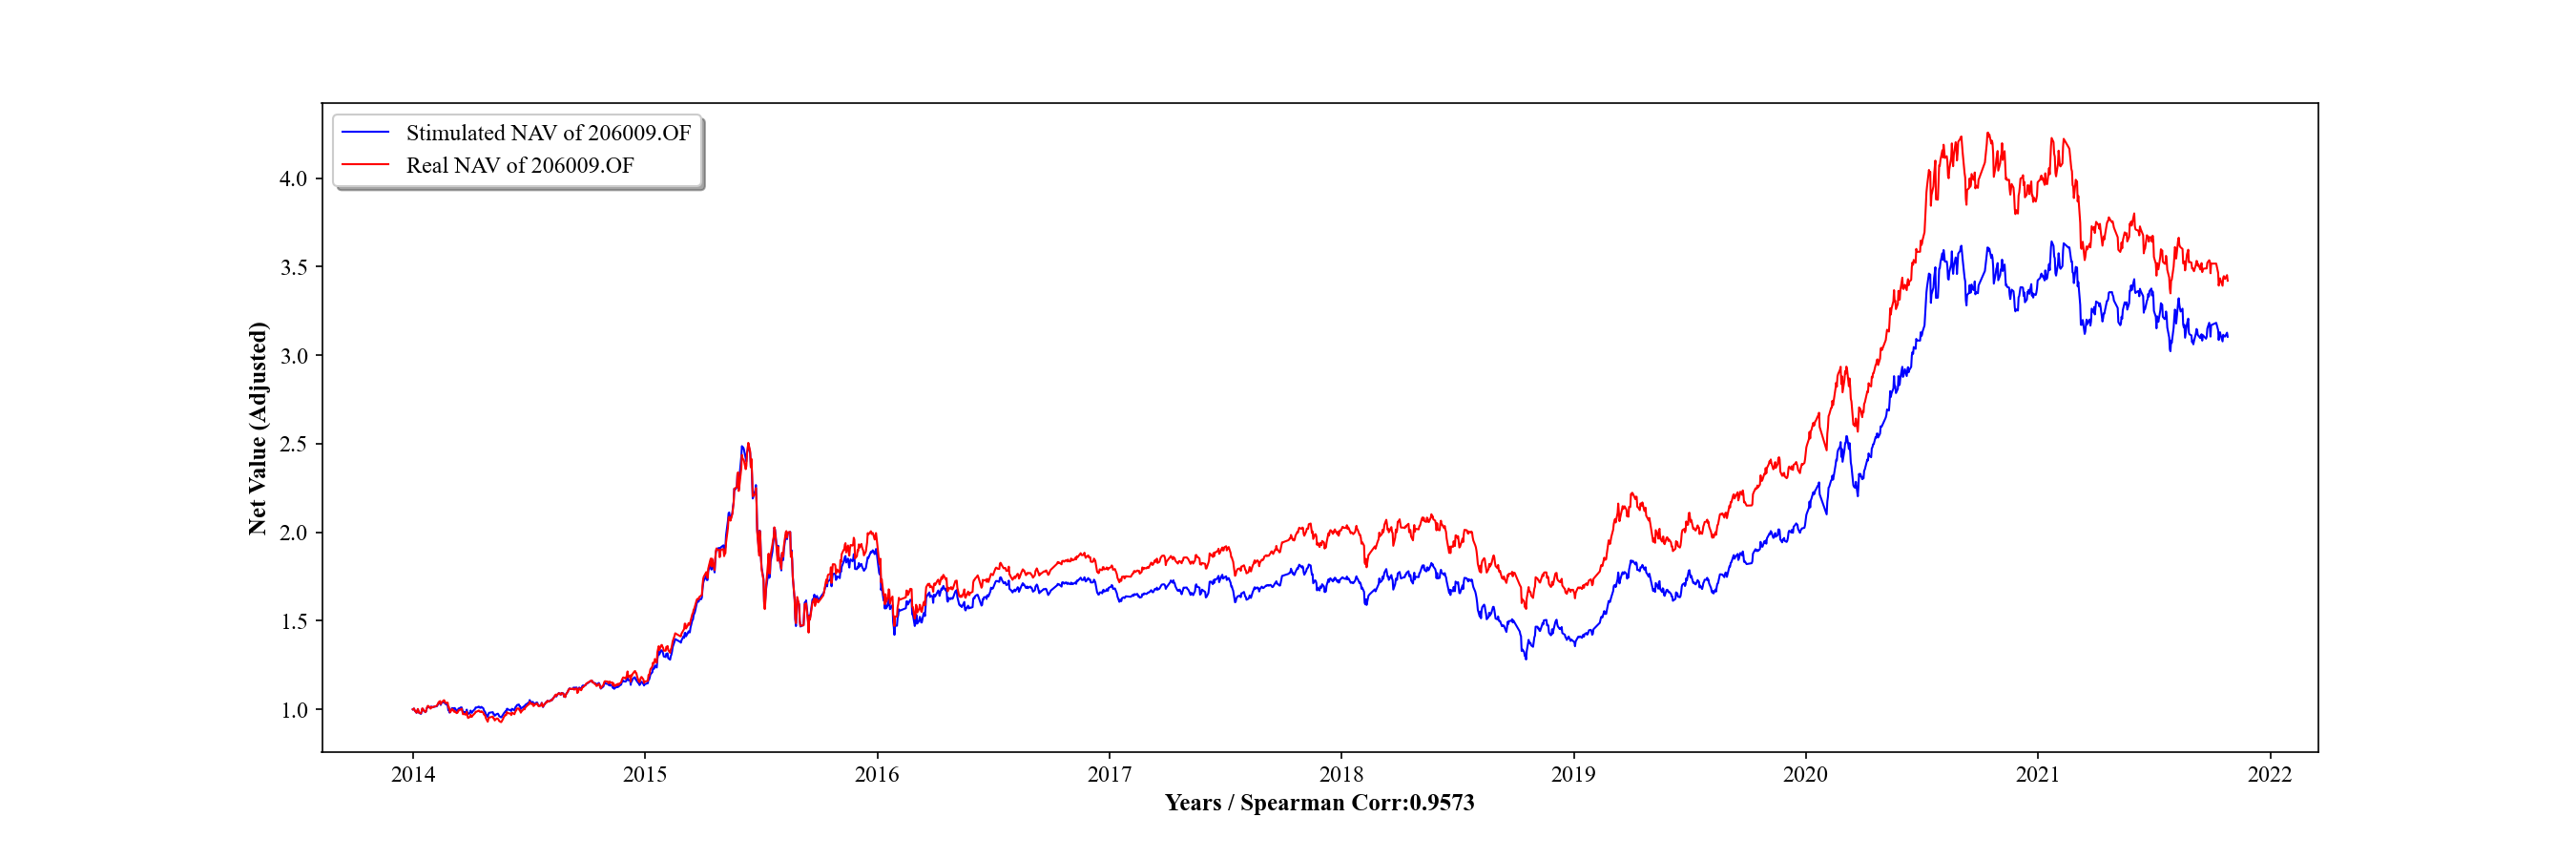 Stimulated NAV of 206009.OF
Real NAV of 206009.OF
Net Value (Adjusted)
4.0
3.5
3.0
2.5
2.0
1.5
1.0
2014 2015 2016 2017 2018 2019 2020 2021 2022
Years / Spearman Corr:0.9573